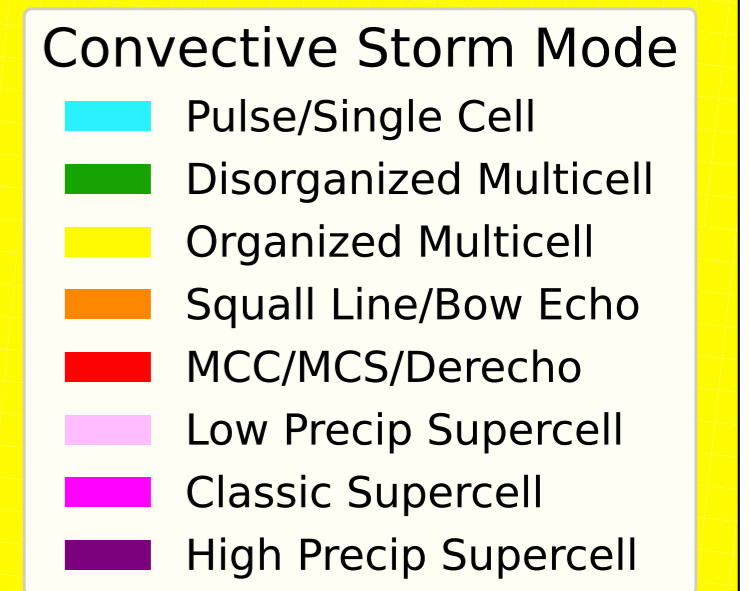 Convective Storm Mode
Pulse/Single Cell
Disorganized Multicell
Organized Multicell
Squall Line/Bow Echo
MCC/MCS/Derecho
Low Precip Supercell
Classic Supercell
High Precip Supercell